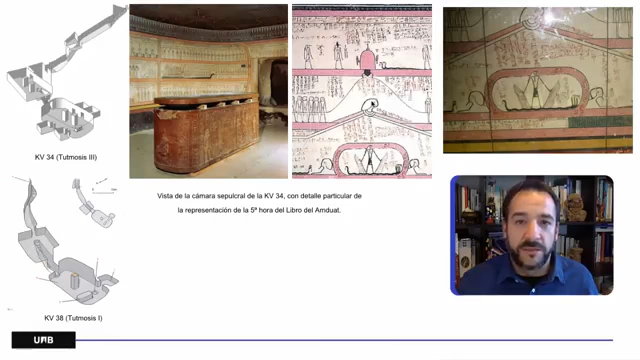 KV 34 (Tutmosis III)
Vista de la cámara sepulcral de la KV 34, con detalle particular de
la representación de la 5ª hora del Libro del Amduat.
KV 38 (Tutmosis I)
UAB